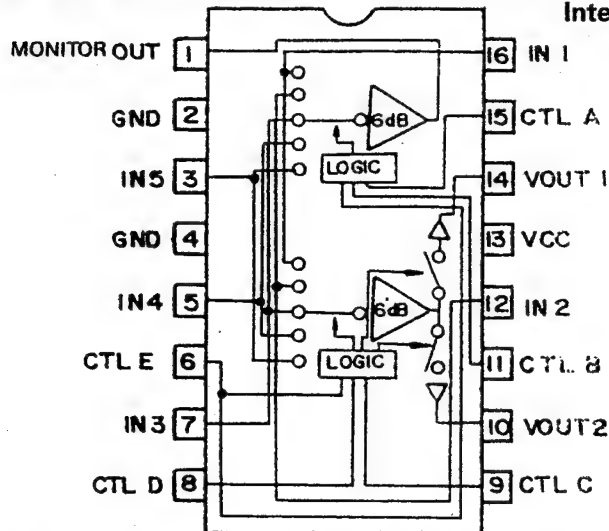 Inte
MONITOR OUT 1
16 IN 1
GND 2
6dB
15 CTL A
IN5 3
LOGIC
14 VOUT 1
GND 4
13 VCC
IN4 5
6dB
12 IN 2
CTL E 6
LOGIC
11 CTL B
IN3 7
10 VOUT2
CTL D 8
9 CTL C